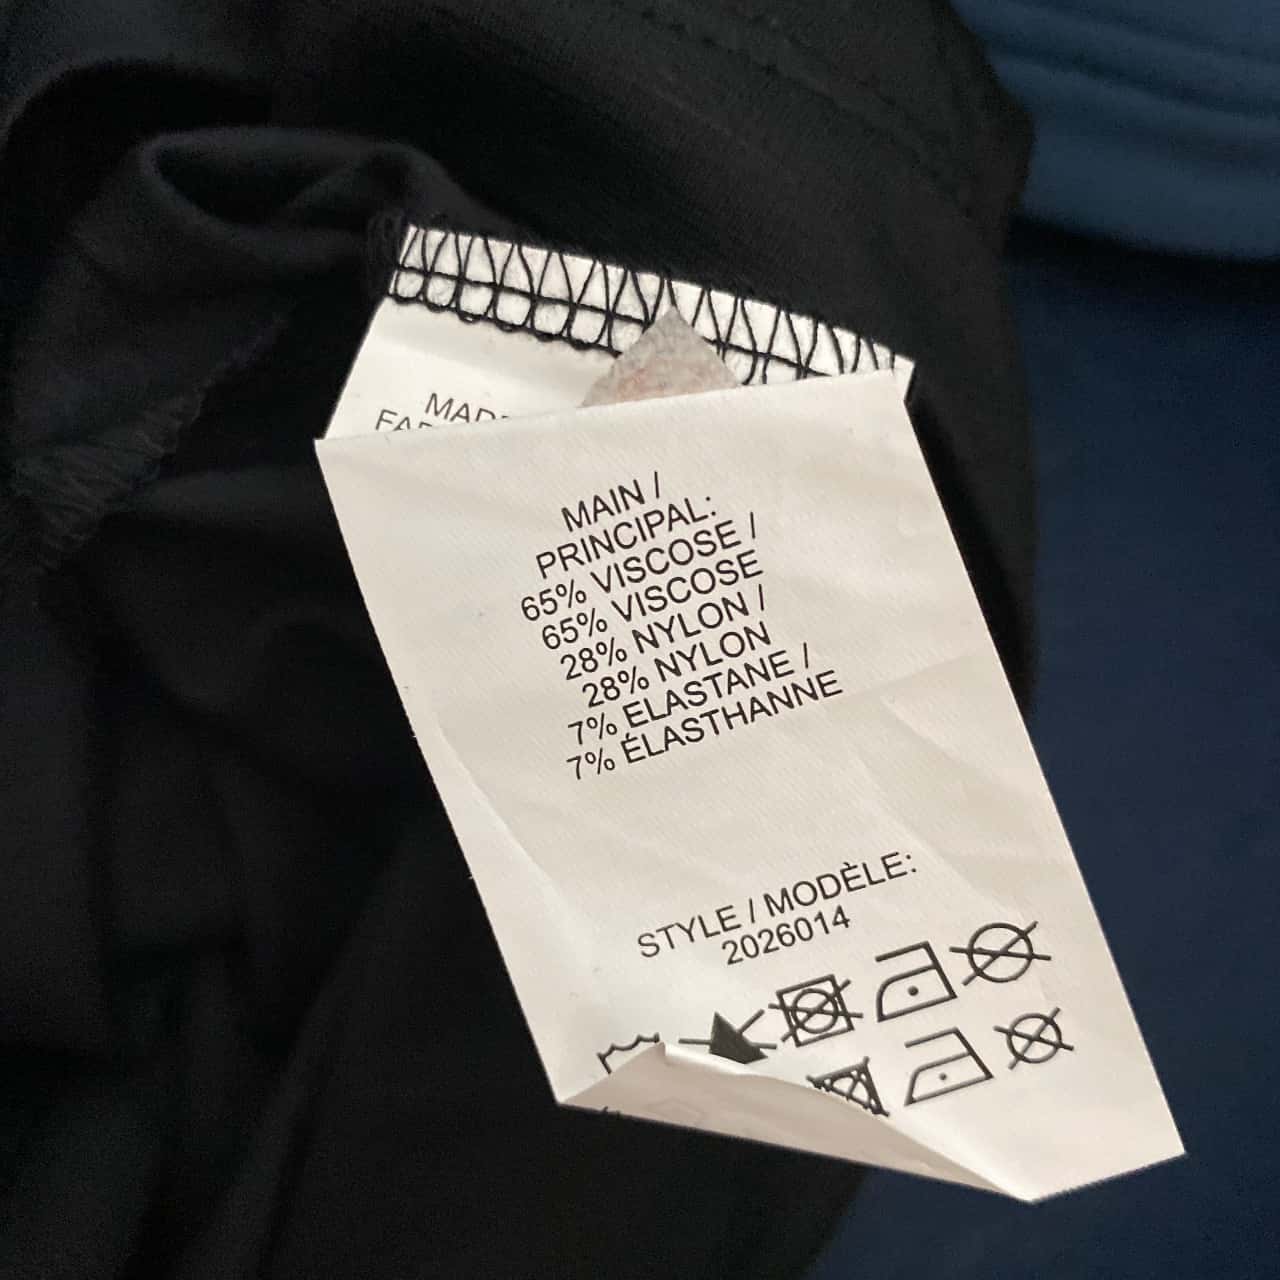 MAIN /
PRINCIPAL:
65% VISCOSE /
65% VISCOSE
28% NYLON /
28% NYLON
7% ELASTANE /
7% ÉLASTHANNE
STYLE / MODÈLE:
2026014